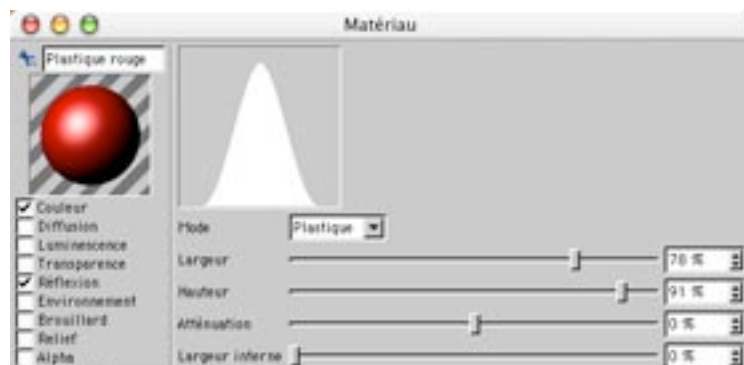 Matériau
Plastique rouge
Couleur
Diffusion
Luminescence
Transparence
Réflexion
Environnement
Brouillard
Relief
Alpha
Mode Plastique
Largeur 78 %
Hauteur 91 %
Atténuation 0 %
Largeur interne 0 %